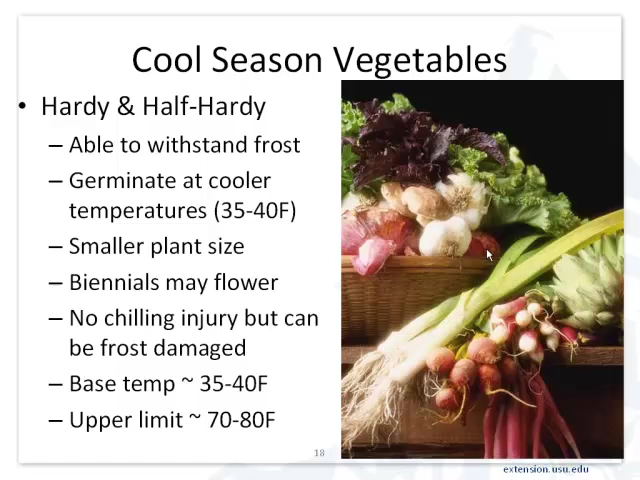 Cool Season Vegetables
• Hardy & Half-Hardy
– Able to withstand frost
– Germinate at cooler
temperatures (35-40F)
– Smaller plant size
– Biennials may flower
– No chilling injury but can
be frost damaged
– Base temp ~ 35-40F
– Upper limit ~ 70-80F
18
extension.usu.edu